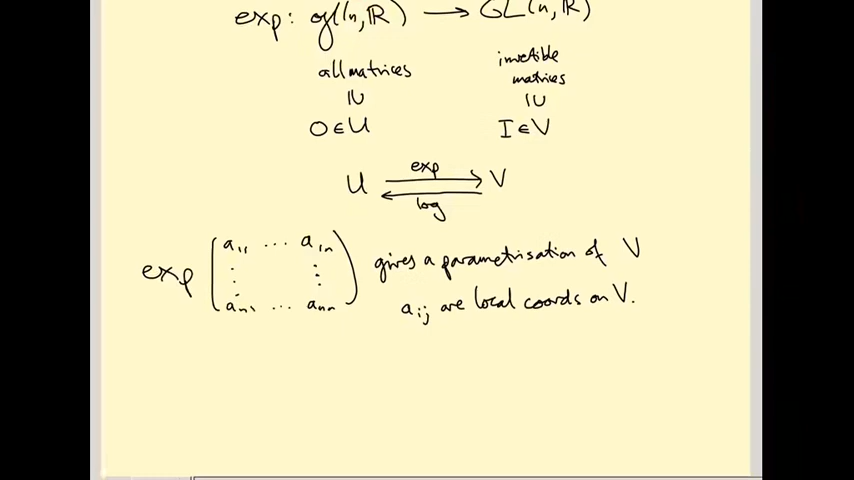 exp: gl(n,ℝ) → GL(n,ℝ)
all matrices invertible matrices
∪| ∪|
0∈U I∈V
U exp → V
← log
exp (a₁₁ ... a₁ₙ gives a parametrisation of V
⋮ ⋮
aₙ₁ ... aₙₙ) aᵢⱼ are local coords on V.